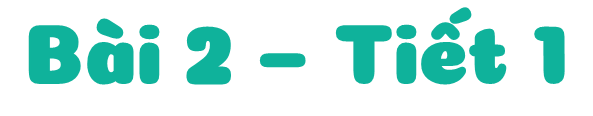 Bài 2 – Tiết 1